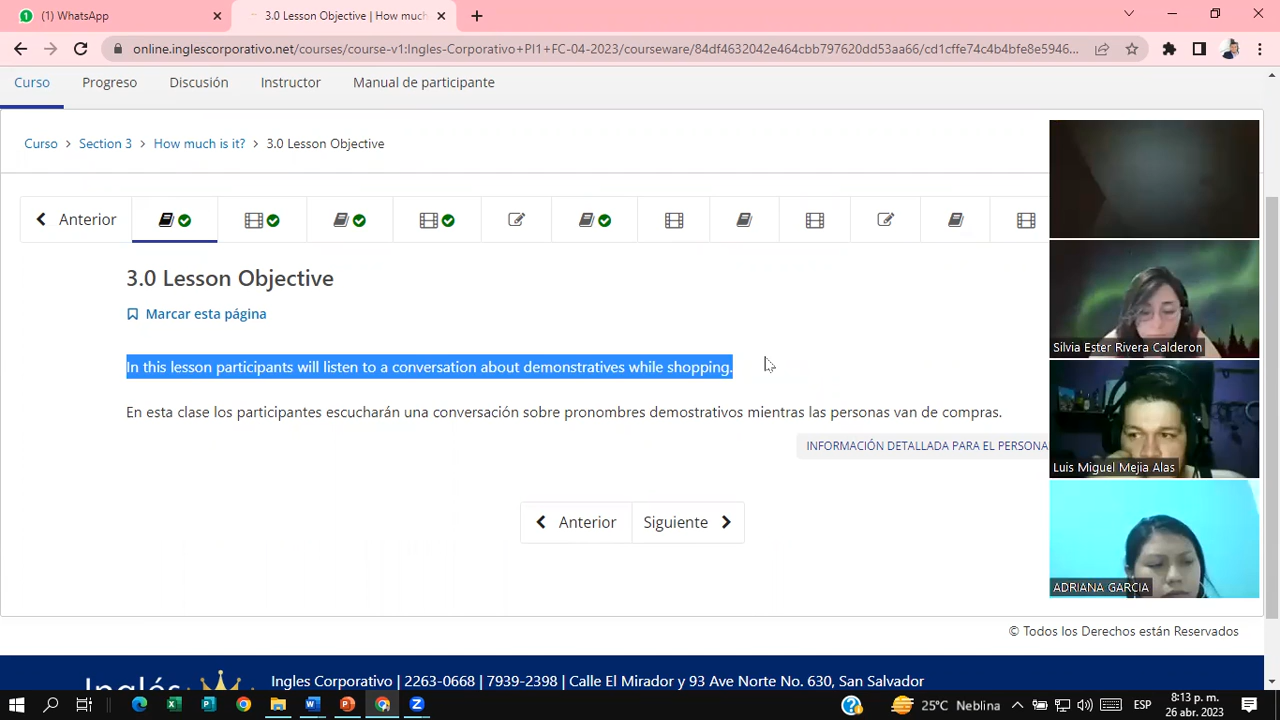 (1) WhatsApp
3.0 Lesson Objective | How much
online.inglescorporativo.net/courses/course-v1:Ingles-Corporativo+PI1+FC-04-2023/courseware/84df4632042e464cbb797620dd53aa66/cd1cffe74c4b4bfe8e5946...
Curso Progreso Discusión Instructor Manual de participante
Curso > Section 3 > How much is it? > 3.0 Lesson Objective
Anterior
3.0 Lesson Objective
Marcar esta página
In this lesson participants will listen to a conversation about demonstratives while shopping.
En esta clase los participantes escucharán una conversación sobre pronombres demostrativos mientras las personas van de compras.
INFORMACIÓN DETALLADA PARA EL PERSONA
Anterior Siguiente
Silvia Ester Rivera Calderon
Luis Miguel Mejia Alas
ADRIANA GARCIA
© Todos los Derechos están Reservados
Inglés
Ingles Corporativo | 2263-0668 | 7939-2398 | Calle El Mirador y 93 Ave Norte No. 630, San Salvador
25°C Neblina
ESP
8:13 p. m.
26 abr. 2023